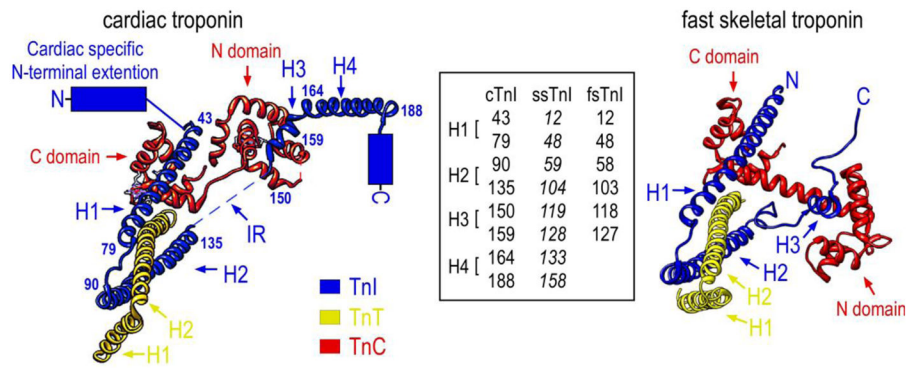 cardiac troponin
Cardiac specific
N-terminal extention
N
N domain
H3
H4
43
164
188
159
C domain
H1
150
C
79
135
IR
90
H2
H2
H1
TnI
TnT
TnC
cTnI ssTnI fsTnI
H1 [ 43 12 12
79 48 48
H2 [ 90 59 58
135 104 103
H3 [ 150 119 118
159 128 127
H4 [ 164 133
188 158
fast skeletal troponin
C domain
N
C
H1
H3
H2
H2
H1
N domain